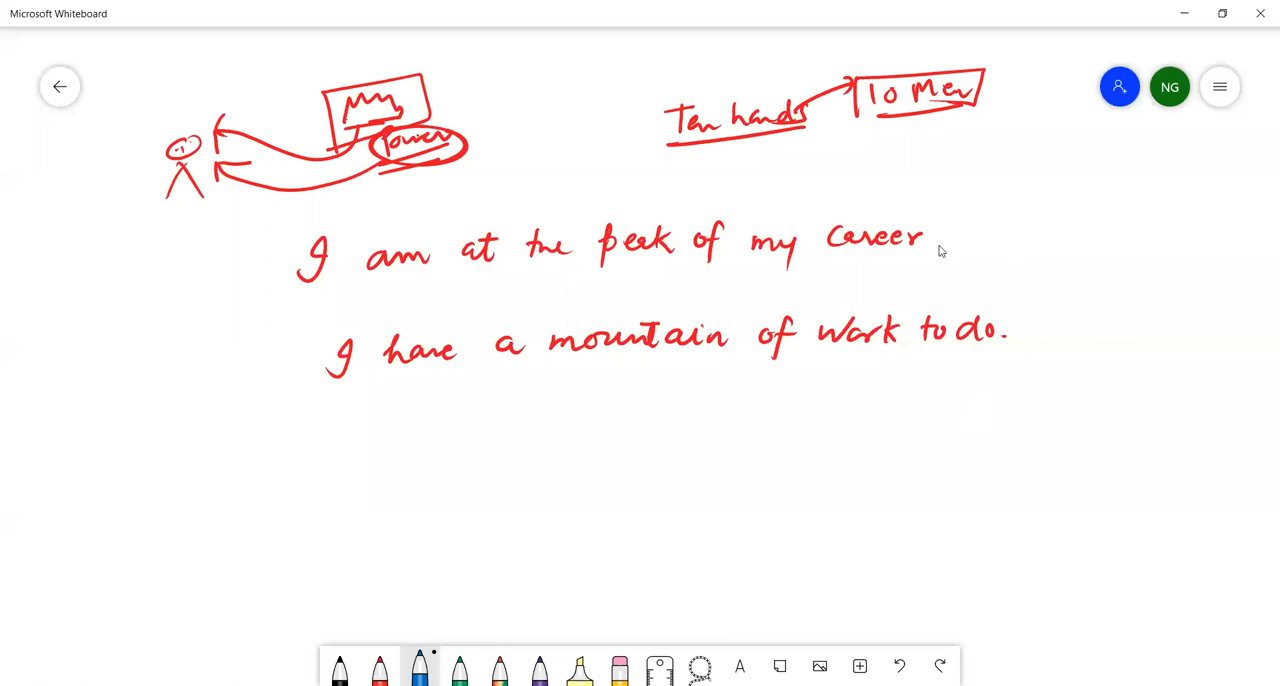 Microsoft Whiteboard
NG
My
Power
Ten hands
10 Men
I am at the peak of my career
I have a mountain of work to do.